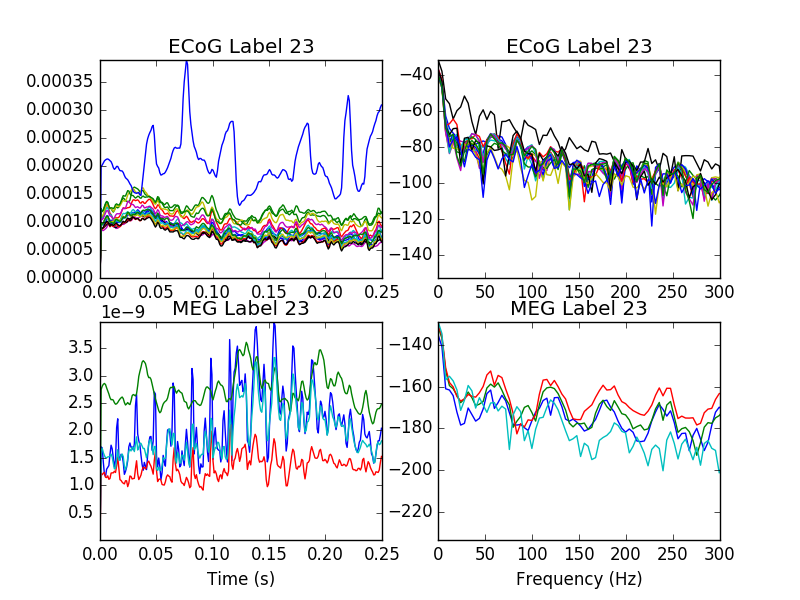 ECoG Label 23
0.00035
0.00030
0.00025
0.00020
0.00015
0.00010
0.00005
0.00000
0.00 0.05 0.10 0.15 0.20 0.25
ECoG Label 23
−40
−60
−80
−100
−120
−140
0 50 100 150 200 250 300
MEG Label 23
1e−9
3.5
3.0
2.5
2.0
1.5
1.0
0.5
0.00 0.05 0.10 0.15 0.20 0.25
Time (s)
MEG Label 23
−140
−160
−180
−200
−220
0 50 100 150 200 250 300
Frequency (Hz)